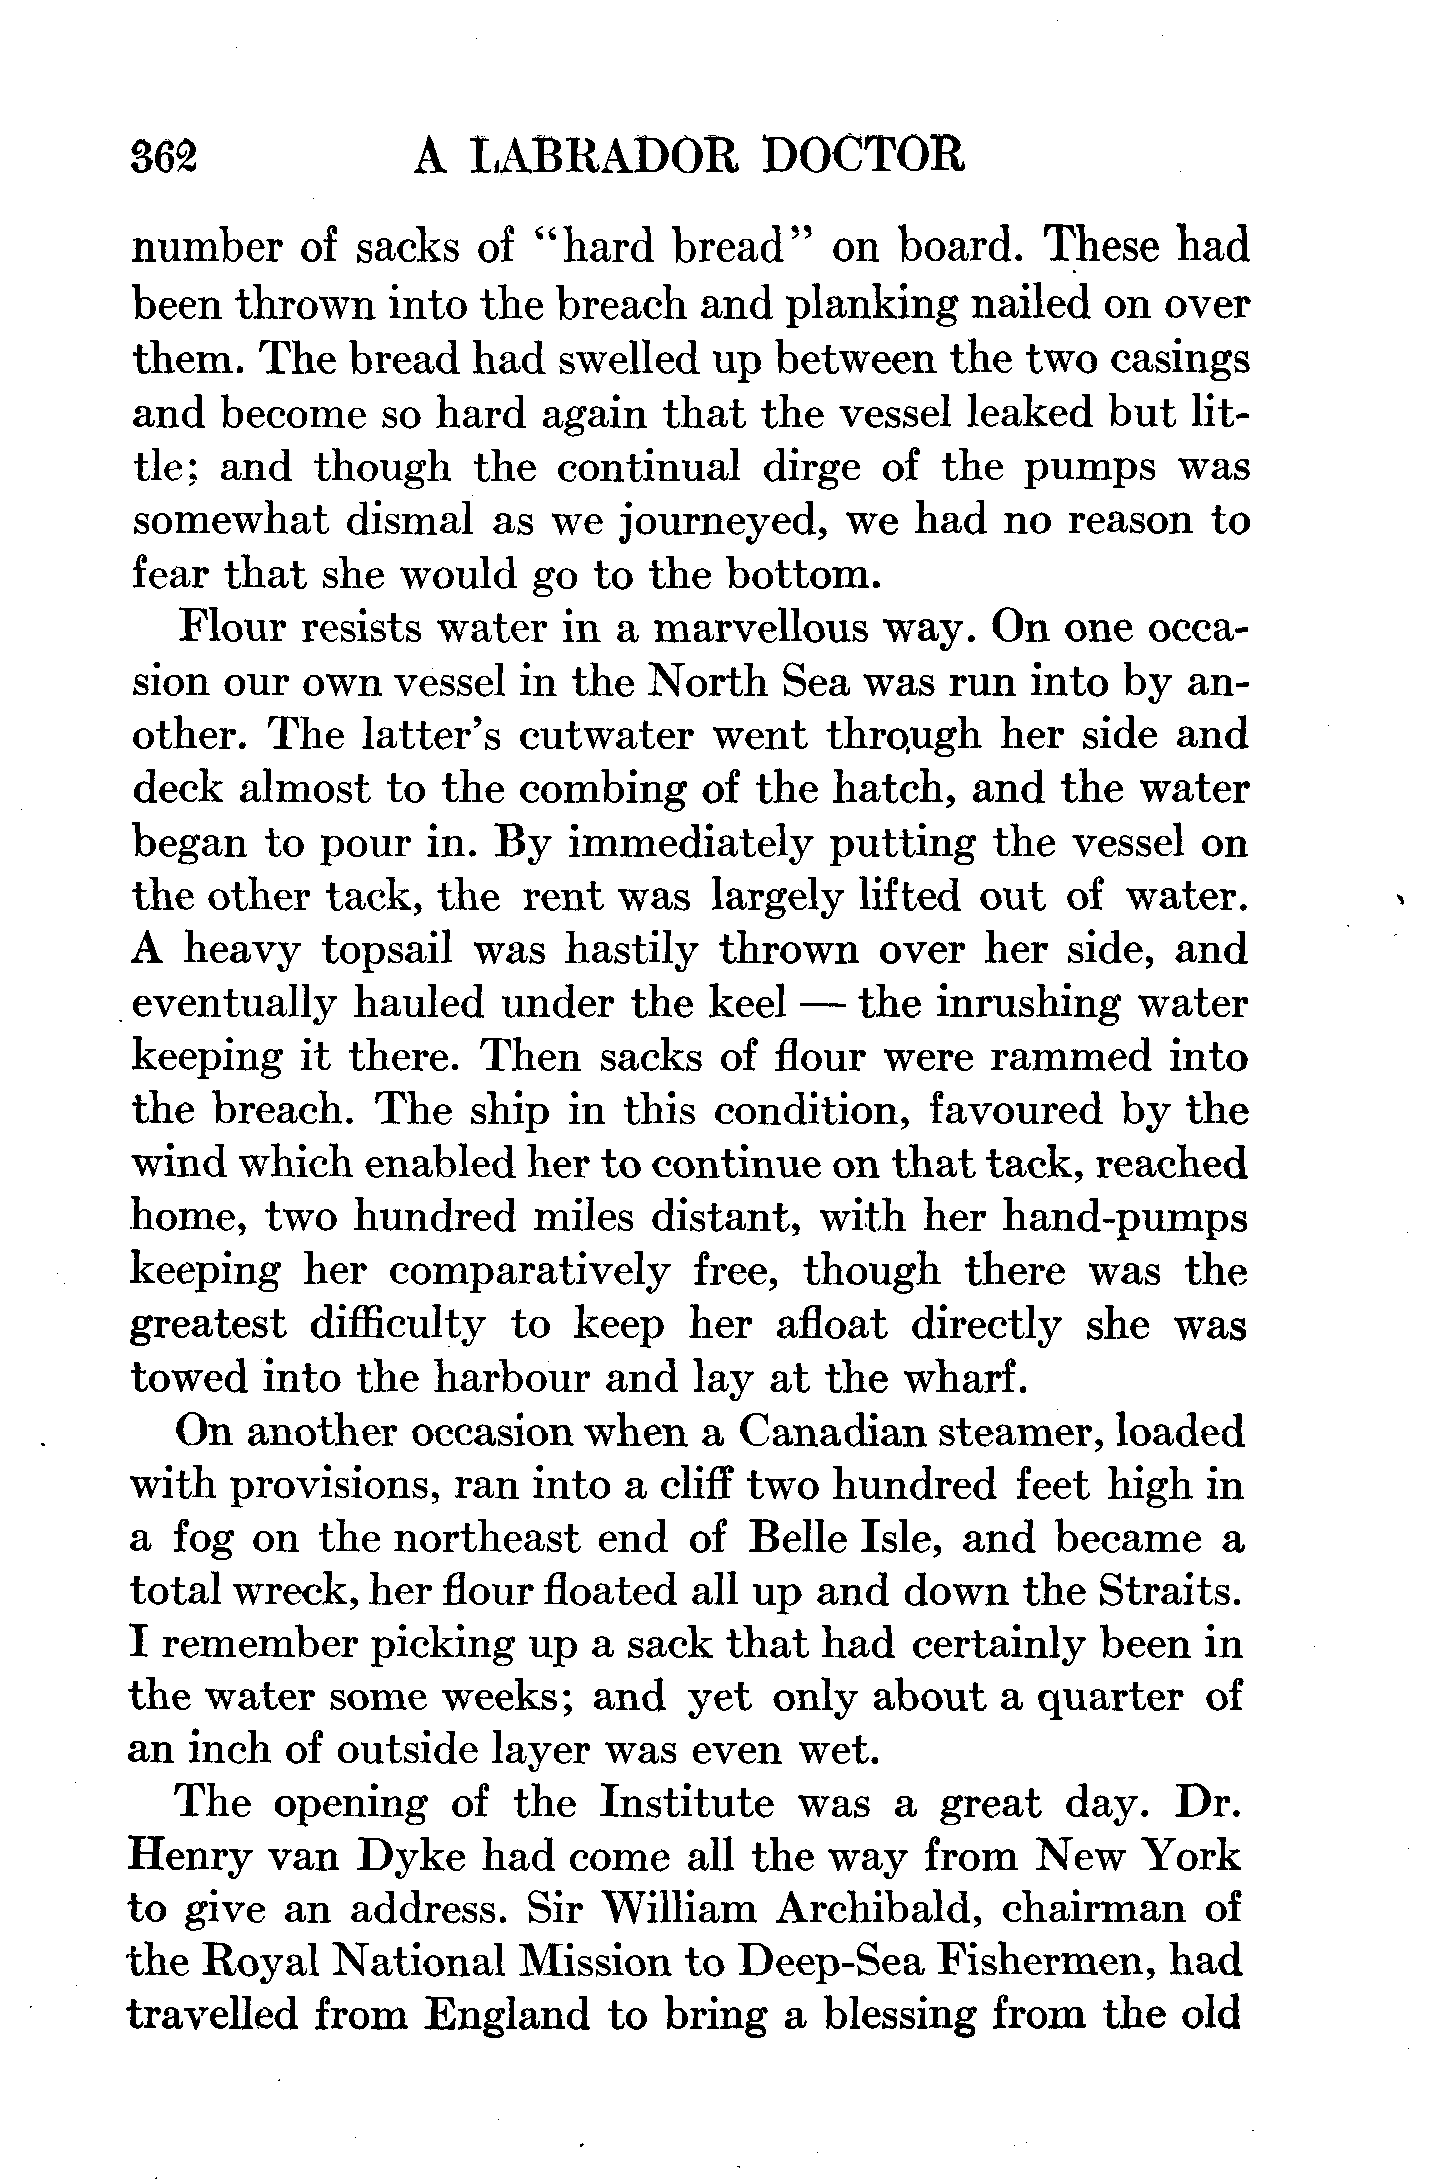 362 A LABRADOR DOCTOR
number of sacks of “hard bread” on board. These had
been thrown into the breach and planking nailed on over
them. The bread had swelled up between the two casings
and become so hard again that the vessel leaked but lit-
tle; and though the continual dirge of the pumps was
somewhat dismal as we journeyed, we had no reason to
fear that she would go to the bottom.
Flour resists water in a marvellous way. On one occa-
sion our own vessel in the North Sea was run into by an-
other. The latter’s cutwater went through her side and
deck almost to the combing of the hatch, and the water
began to pour in. By immediately putting the vessel on
the other tack, the rent was largely lifted out of water.
A heavy topsail was hastily thrown over her side, and
eventually hauled under the keel — the inrushing water
keeping it there. Then sacks of flour were rammed into
the breach. The ship in this condition, favoured by the
wind which enabled her to continue on that tack, reached
home, two hundred miles distant, with her hand-pumps
keeping her comparatively free, though there was the
greatest difficulty to keep her afloat directly she was
towed into the harbour and lay at the wharf.
On another occasion when a Canadian steamer, loaded
with provisions, ran into a cliff two hundred feet high in
a fog on the northeast end of Belle Isle, and became a
total wreck, her flour floated all up and down the Straits.
I remember picking up a sack that had certainly been in
the water some weeks; and yet only about a quarter of
an inch of outside layer was even wet.
The opening of the Institute was a great day. Dr.
Henry van Dyke had come all the way from New York
to give an address. Sir William Archibald, chairman of
the Royal National Mission to Deep-Sea Fishermen, had
travelled from England to bring a blessing from the old